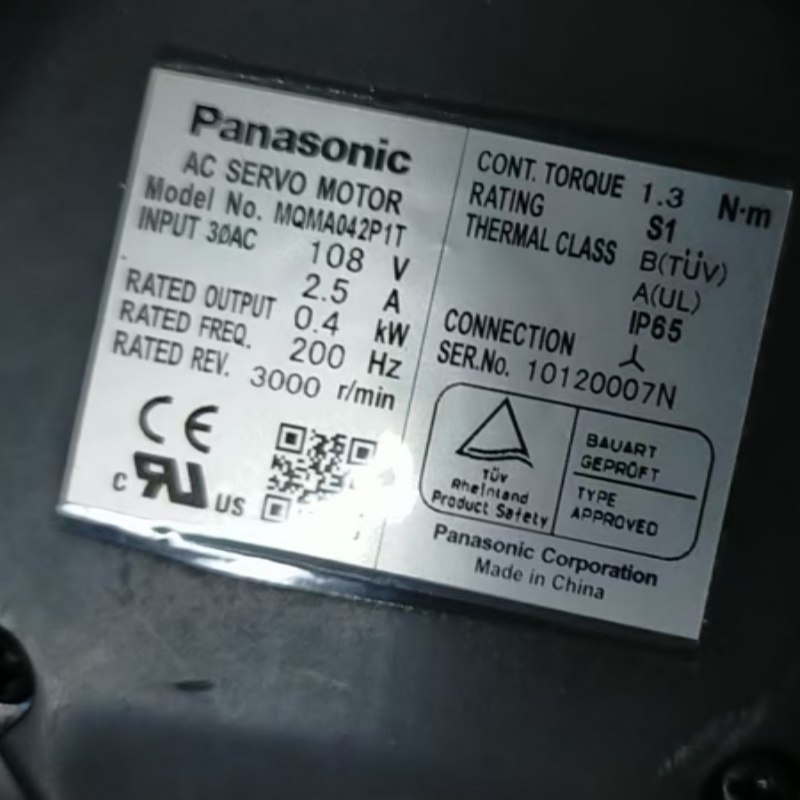 Panasonic
AC SERVO MOTOR
Model No. MQMA042P1T
INPUT 3ØAC 108 V
2.5 A
RATED OUTPUT 0.4 kW
RATED FREQ. 200 Hz
RATED REV. 3000 r/min
CE
c RU US
CONT. TORQUE 1.3 N·m
RATING S1
THERMAL CLASS B(TÜV)
A(UL)
IP65
CONNECTION
SER.No. 10120007N
TÜV
Rheinland
Product Safety
BAUART
GEPRÜFT
TYPE
APPROVED
Panasonic Corporation
Made in China